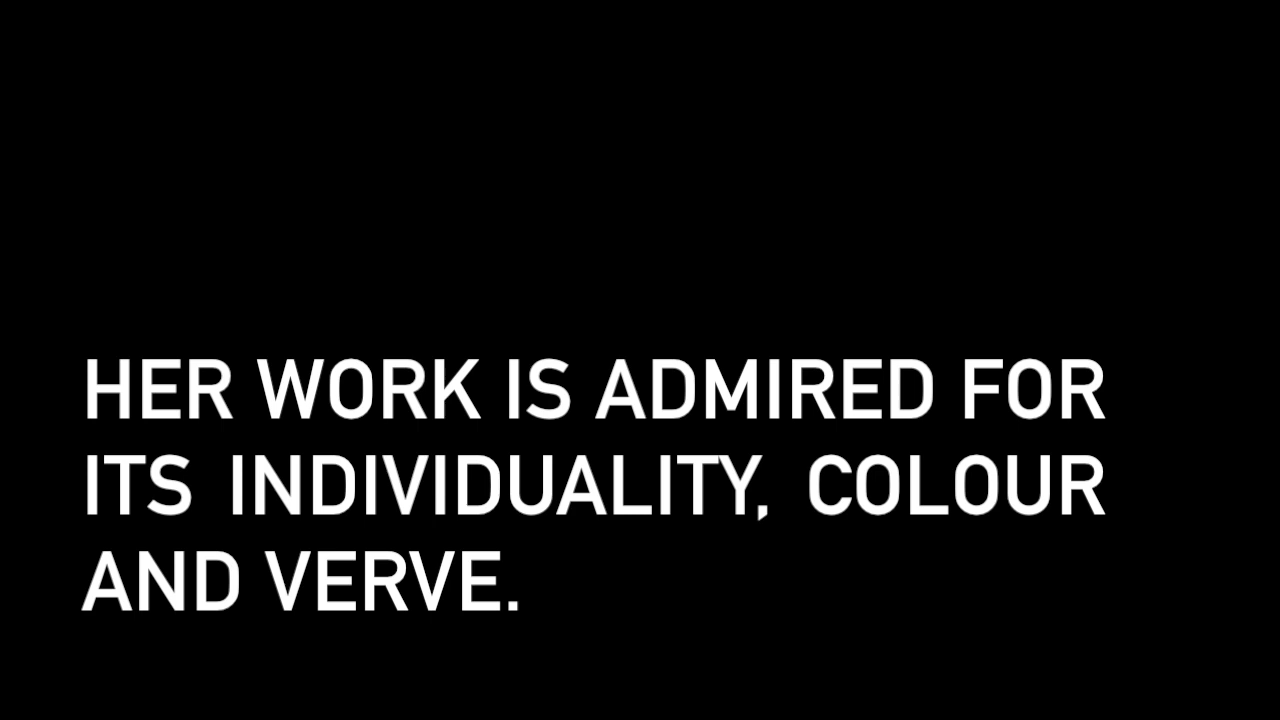 HER WORK IS ADMIRED FOR
ITS INDIVIDUALITY, COLOUR
AND VERVE.